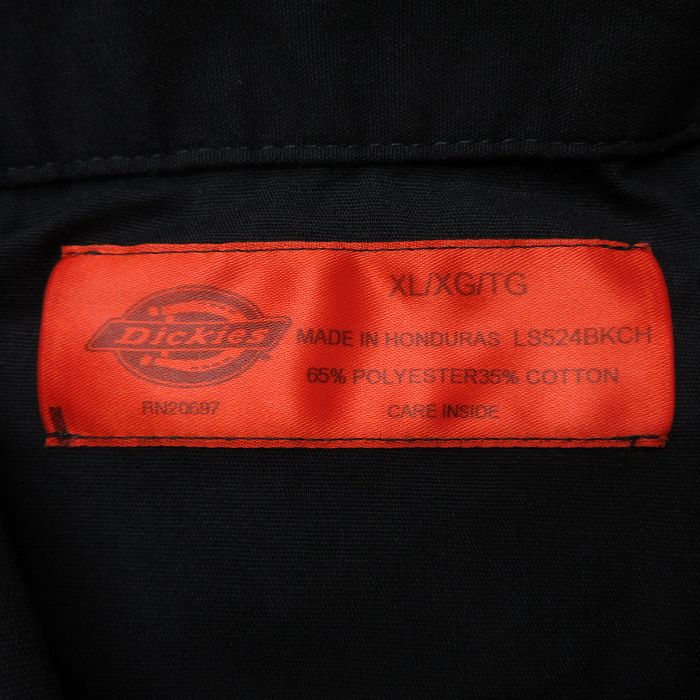 XL/XG/TG
Dickies
MADE IN HONDURAS LS524BKCH
65% POLYESTER35% COTTON
RN20697
CARE INSIDE